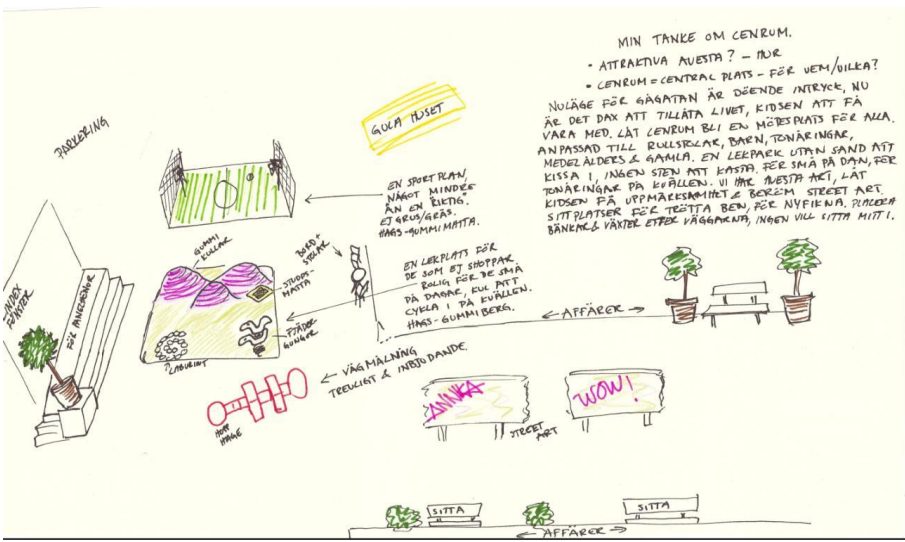 MIN TANKE OM CENRUM.
• ATTRAKTIVA AVESTA? – HUR
• CENRUM = CENTRAL PLATS – FÖR VEM/VILKA?
NULÄGE FÖR GÅGATAN ÄR DÖENDE INTRYCK, NU
ÄR DET DAX ATT TILLÅTA LIVET, KIDSEN ATT FÅ
VARA MED. LÅT CENRUM BLI EN MÖTESPLATS FÖR ALLA.
ANPASSAD TILL RULLSTOLAR, BARN, TONÅRINGAR,
MEDELÅLDERS & GAMLA. EN LEKPARK UTAN SAND ATT
KISSA I, INGEN STEN ATT KASTA. FÖR SMÅ PÅ DAN, FÖR
TONÅRINGAR PÅ KVÄLLEN. VI HAR AVESTA ART, LÅT
KIDSEN FÅ UPPMÄRKSAMHET & BERÖM STREET ART.
SITTPLATSER FÖR TRÖTTA BEN, FÖR NYFIKNA. PLACERA
BÄNKAR & VÄXTER EFTER VÄGGARNA, INGEN VILL SITTA MITT I.
PARKERING
GULA HUSET
EN SPORTPLAN,
NÅGOT MINDRE
ÄN EN "RIKTIG".
EJ GRUS/GRÄS.
HAGS-GUMMIMATTA.
GUMMI
KULLAR
BORD +
STOLAR
STUDDS-
MATTA
EN LEKPLATS FÖR
DE SOM EJ SHOPPAR
ROLIG FÖR DE SMÅ
PÅ DAGAR, KUL ATT
CYKLA I PÅ KVÄLLEN.
HAGS-GUMMIBERG.
FJÄDER-
GUNGOR
LABURINT
INDEX
FÖNSTER
FÖR MÄNNISKOR
← AFFÄRER →
← VÄGMÅLNING
TREVLIGT & INBJUDANDE.
HOPP
HAGE
ANNIKA
WOW!
STREET
ART
SITTA
SITTA
← AFFÄRER →